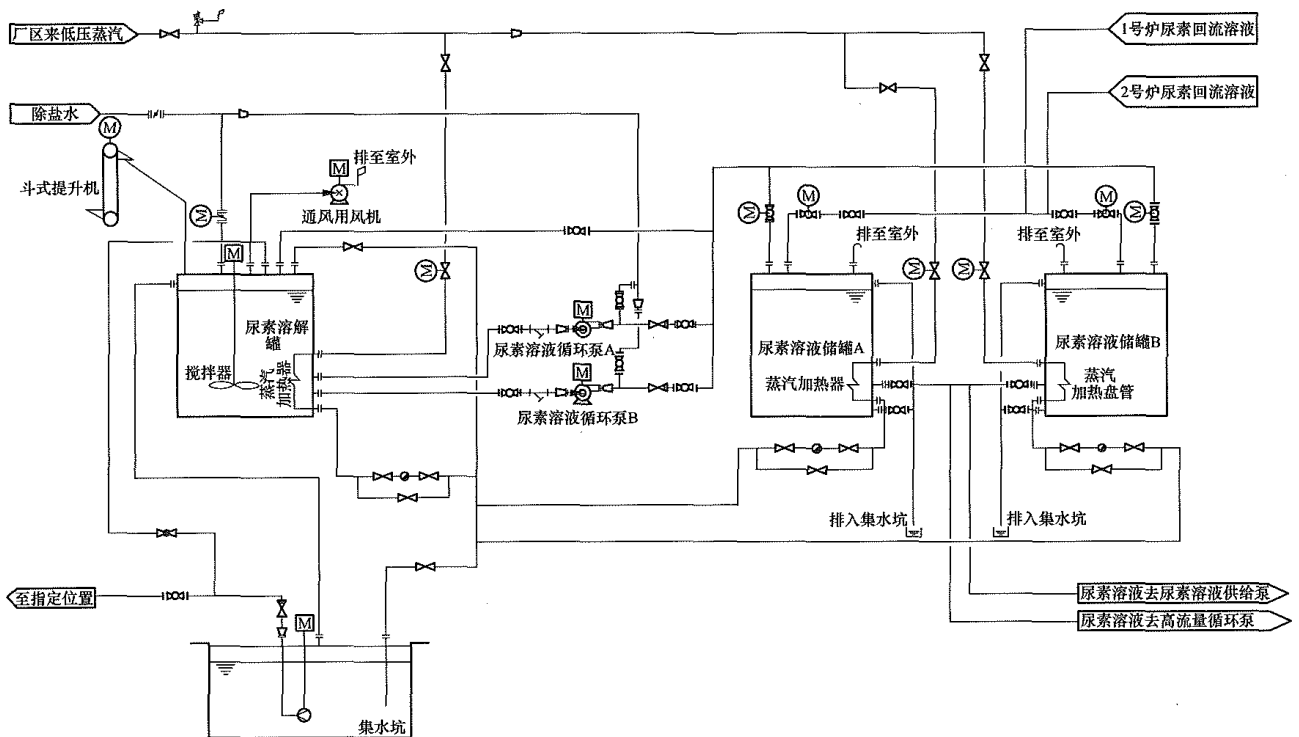 厂区来低压蒸汽
1号炉尿素回流溶液
2号炉尿素回流溶液
除盐水
M
斗式提升机
M
排至室外
通风用风机
M
M
M
M
M
M
M
排至室外
排至室外
M
M
M
尿素溶解
罐
搅拌器
蒸汽
加热器
M
尿素溶液循环泵A
M
尿素溶液循环泵B
尿素溶液储罐A
蒸汽加热器
尿素溶液储罐B
蒸汽
加热盘管
排入集水坑
排入集水坑
至指定位置
M
集水坑
尿素溶液去尿素溶液供给泵
尿素溶液去高流量循环泵